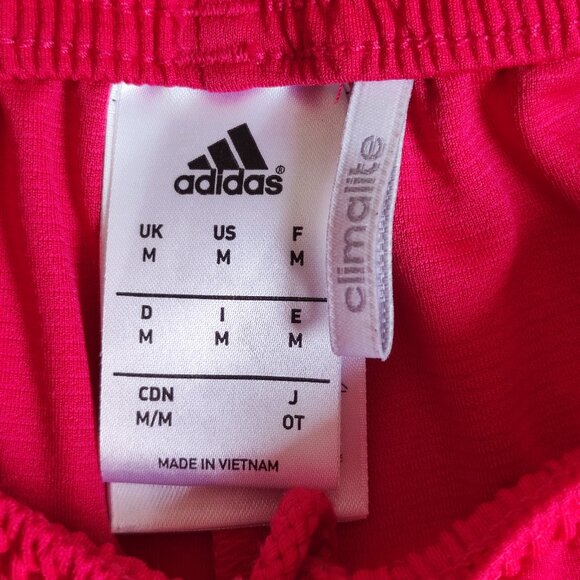 adidas®
UK US F
M M M
D I E
M M M
CDN J
M/M OT
MADE IN VIETNAM
climalite